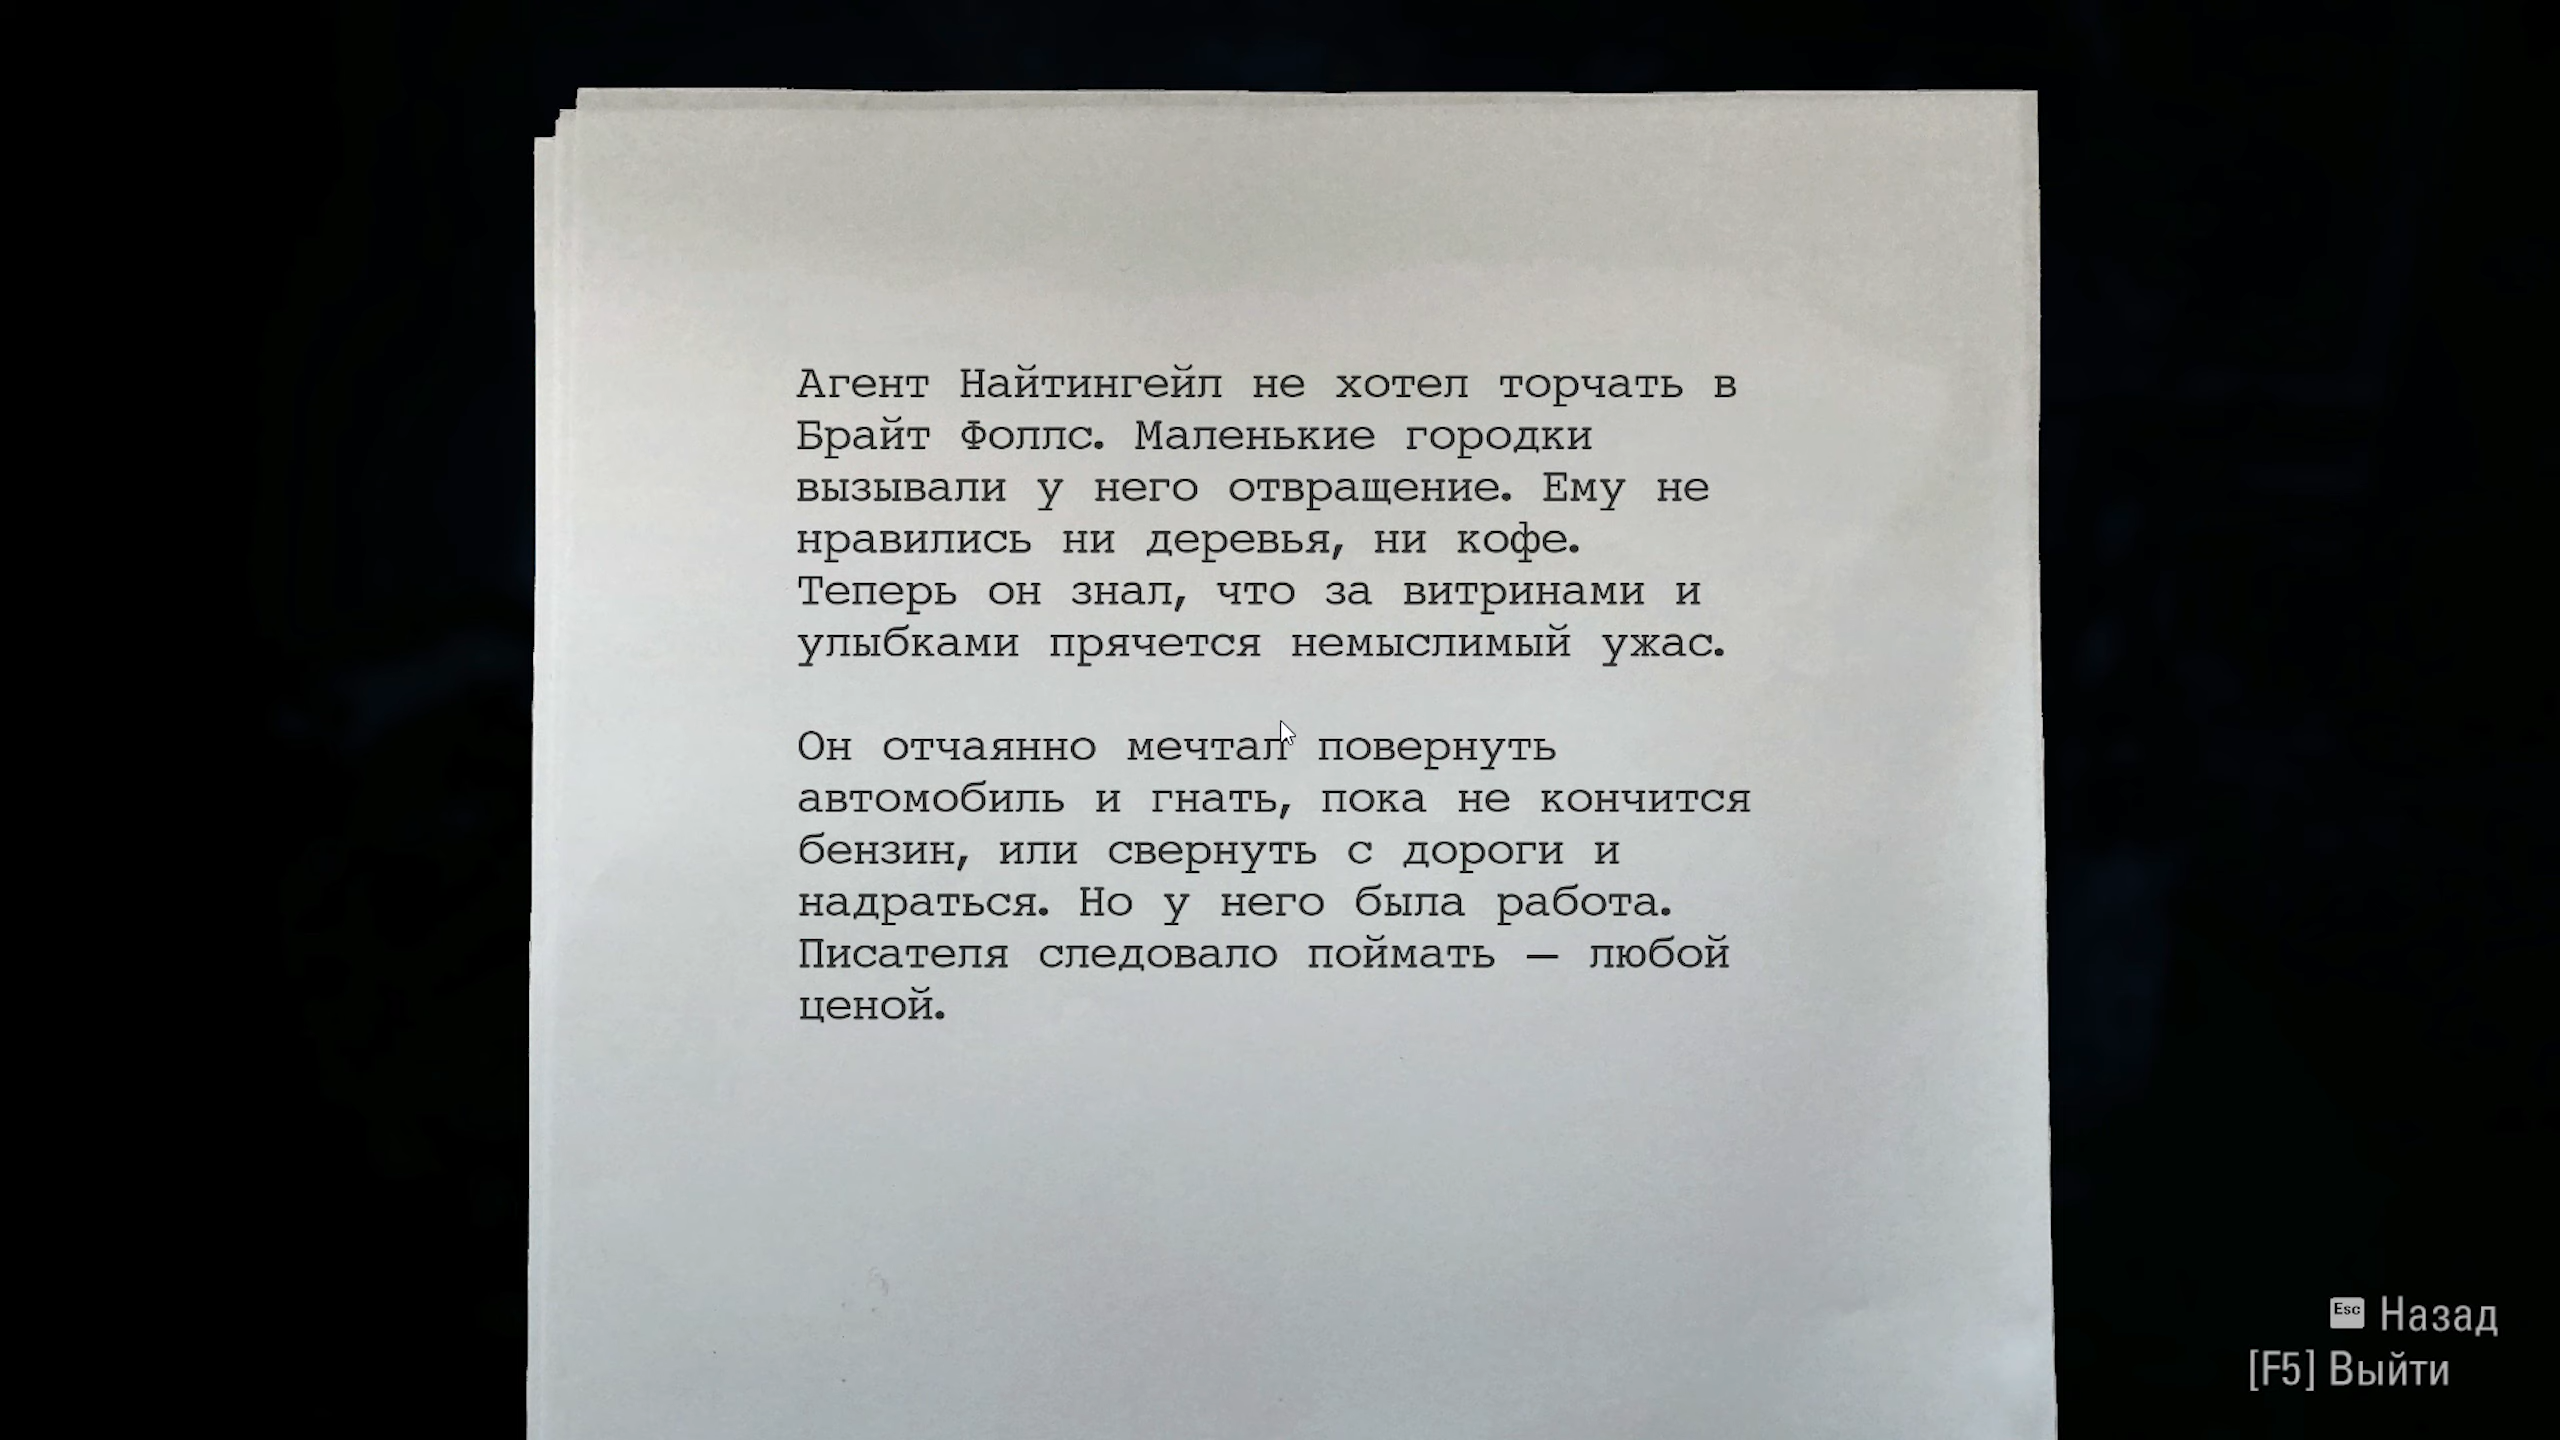 Агент Найтингейл не хотел торчать в
Брайт Фоллс. Маленькие городки
вызывали у него отвращение. Ему не
нравились ни деревья, ни кофе.
Теперь он знал, что за витринами и
улыбками прячется немыслимый ужас.
Он отчаянно мечтал повернуть
автомобиль и гнать, пока не кончится
бензин, или свернуть с дороги и
надраться. Но у него была работа.
Писателя следовало поймать — любой
ценой.
Esc Назад
[F5] Выйти